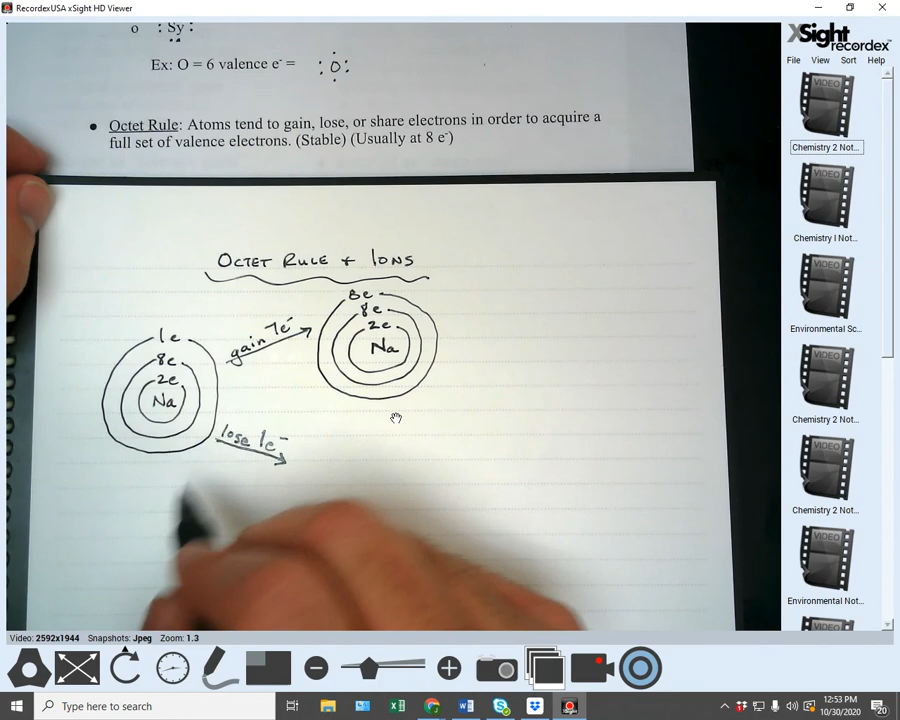 RecordexUSA xSight HD Viewer
o : Sy :
Ex: O = 6 valence e⁻ = :O:
• Octet Rule: Atoms tend to gain, lose, or share electrons in order to acquire a
full set of valence electrons. (Stable) (Usually at 8 e⁻)
OCTET RULE + IONS
1e
8e
2e
Na
gain 7e⁻
8e
8e
2e
Na
lose 1e⁻
xSight
recordex
File View Sort Help
Chemistry 2 Not...
Chemistry I Not...
Environmental Sc...
Chemistry 2 Not...
Chemistry 2 Not...
Environmental Not...
Video: 2592x1944 Snapshots: Jpeg Zoom: 1.3
Type here to search
12:53 PM
10/30/2020
20